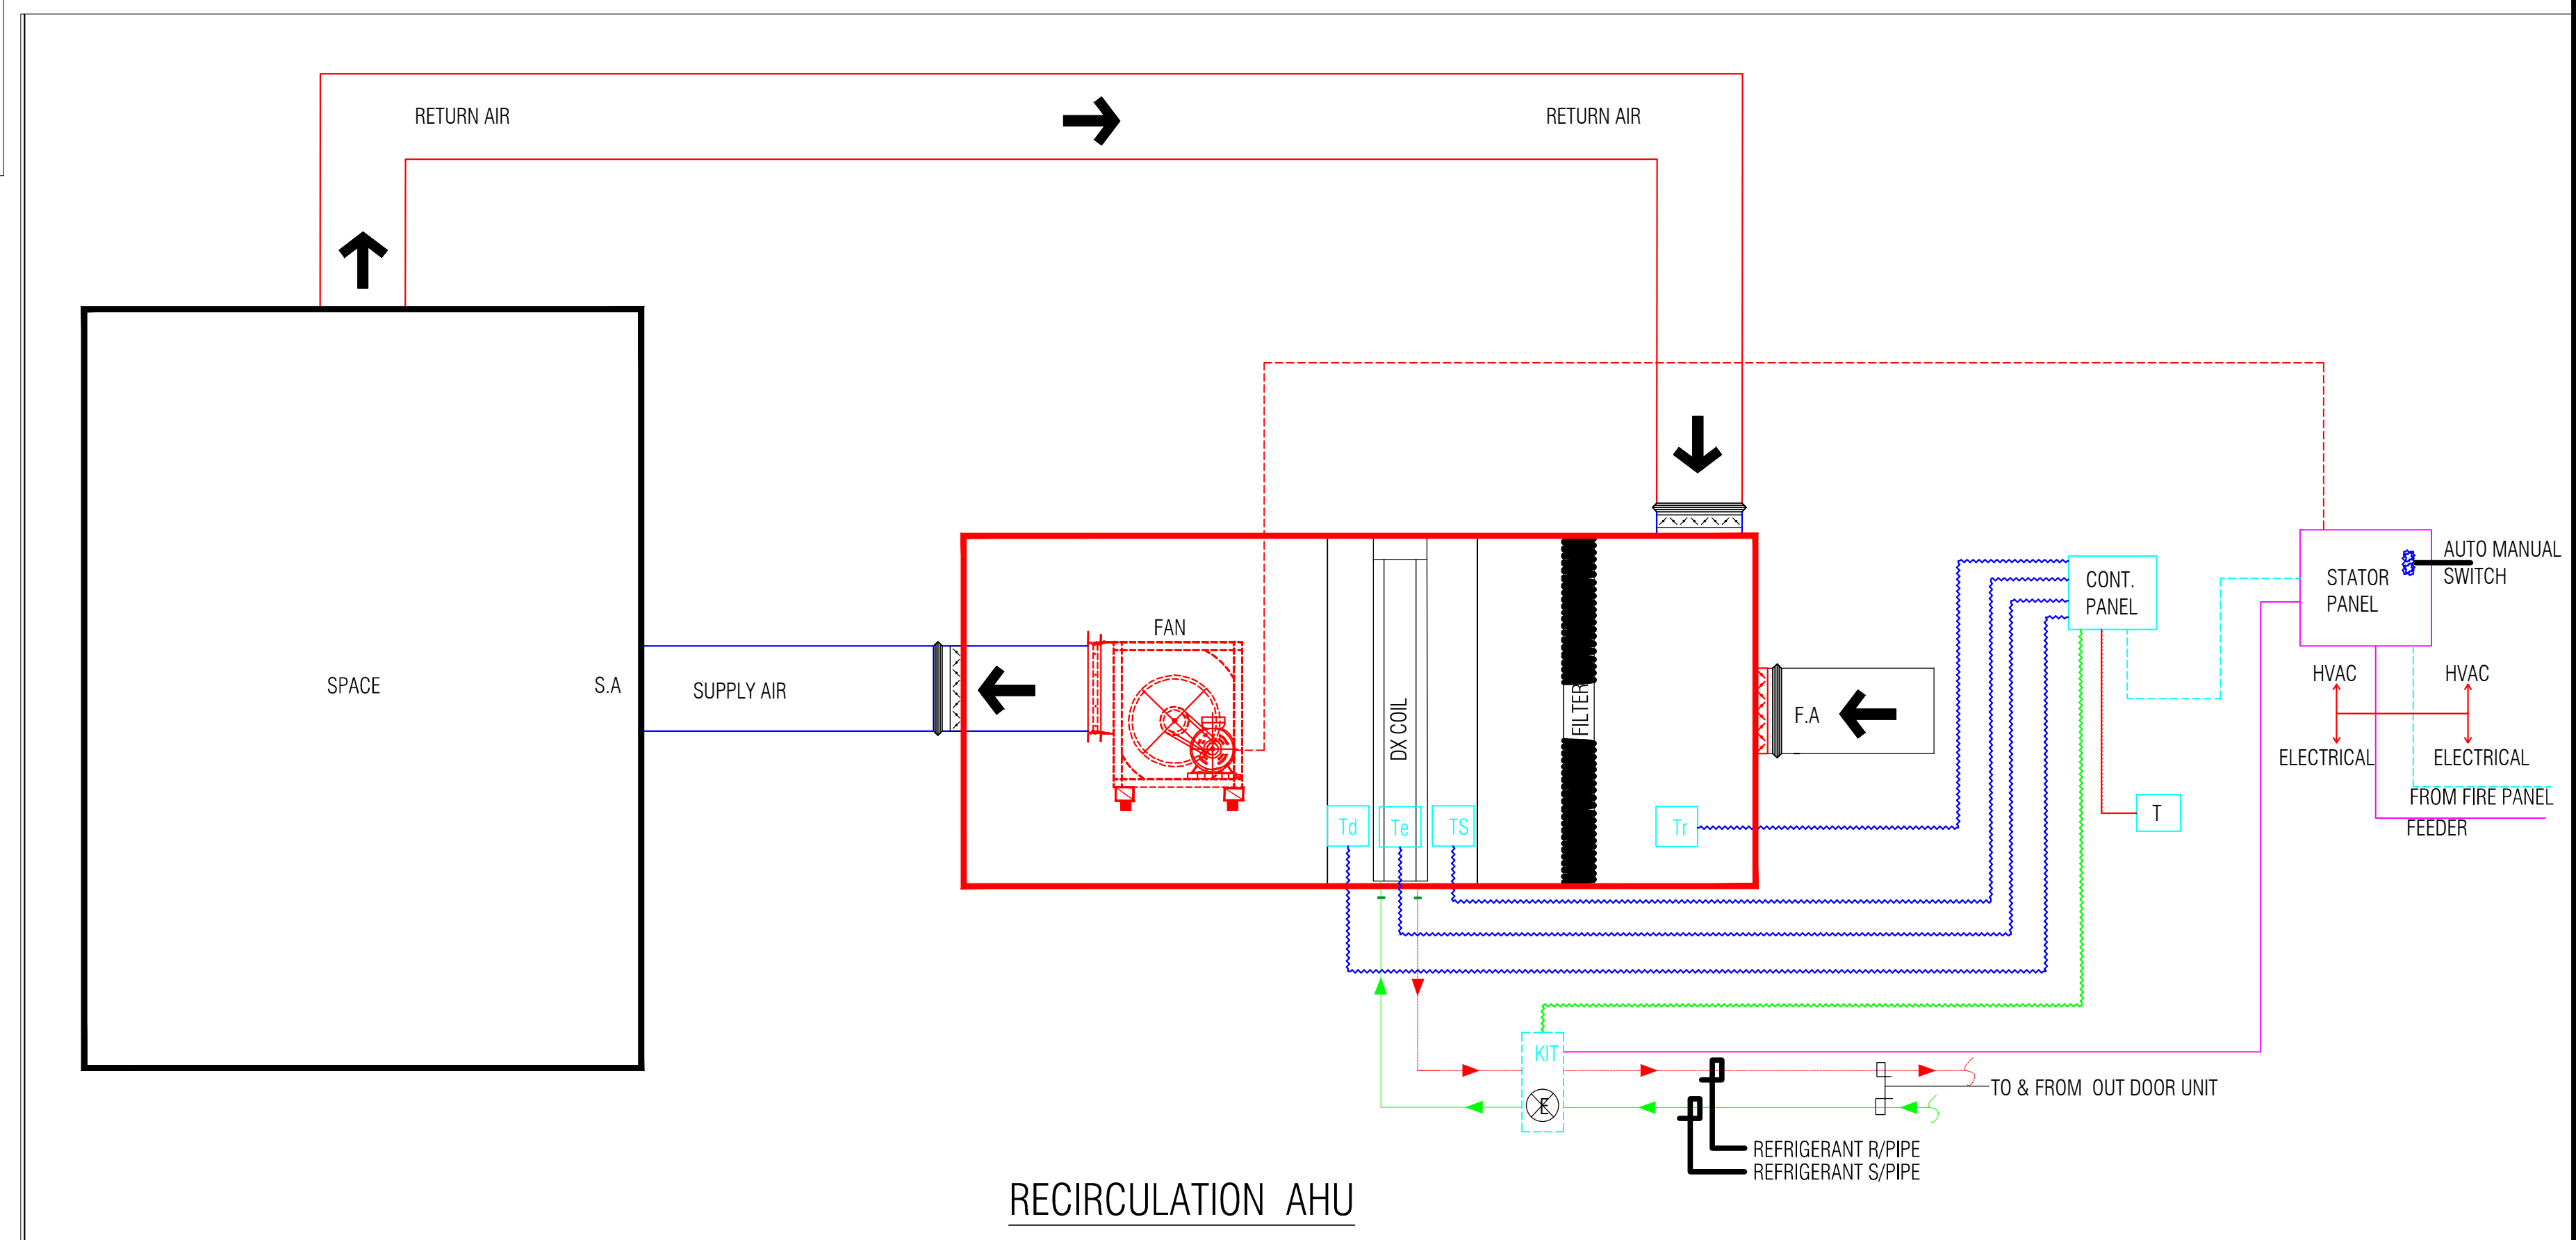 RETURN AIR
RETURN AIR
AUTO MANUAL
SWITCH
CONT.
PANEL
STATOR
PANEL
FAN
SPACE
S.A
SUPPLY AIR
DX COIL
FILTER
F.A
HVAC
HVAC
ELECTRICAL
ELECTRICAL
FROM FIRE PANEL
FEEDER
T
Td
Te
TS
Tr
KIT
E
TO & FROM OUT DOOR UNIT
REFRIGERANT R/PIPE
REFRIGERANT S/PIPE
RECIRCULATION AHU